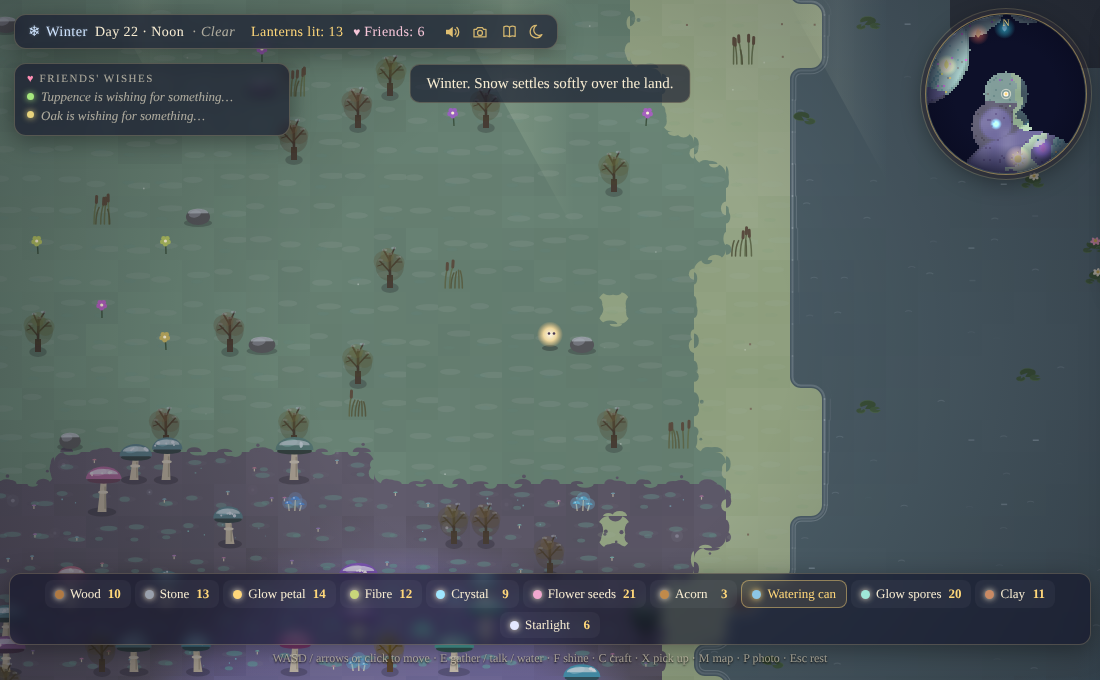 ❄ Winter Day 22 · Noon · Clear Lanterns lit: 13 ♥ Friends: 6
N
♥ FRIENDS' WISHES
Tuppence is wishing for something…
Oak is wishing for something…
Winter. Snow settles softly over the land.
Wood 10 Stone 13 Glow petal 14 Fibre 12 Crystal 9 Flower seeds 21 Acorn 3 Watering can Glow spores 20 Clay 11
Starlight 6
WASD / arrows or click to move · E gather / talk / water · F shine · C craft · X pick up · M map · P photo · Esc rest